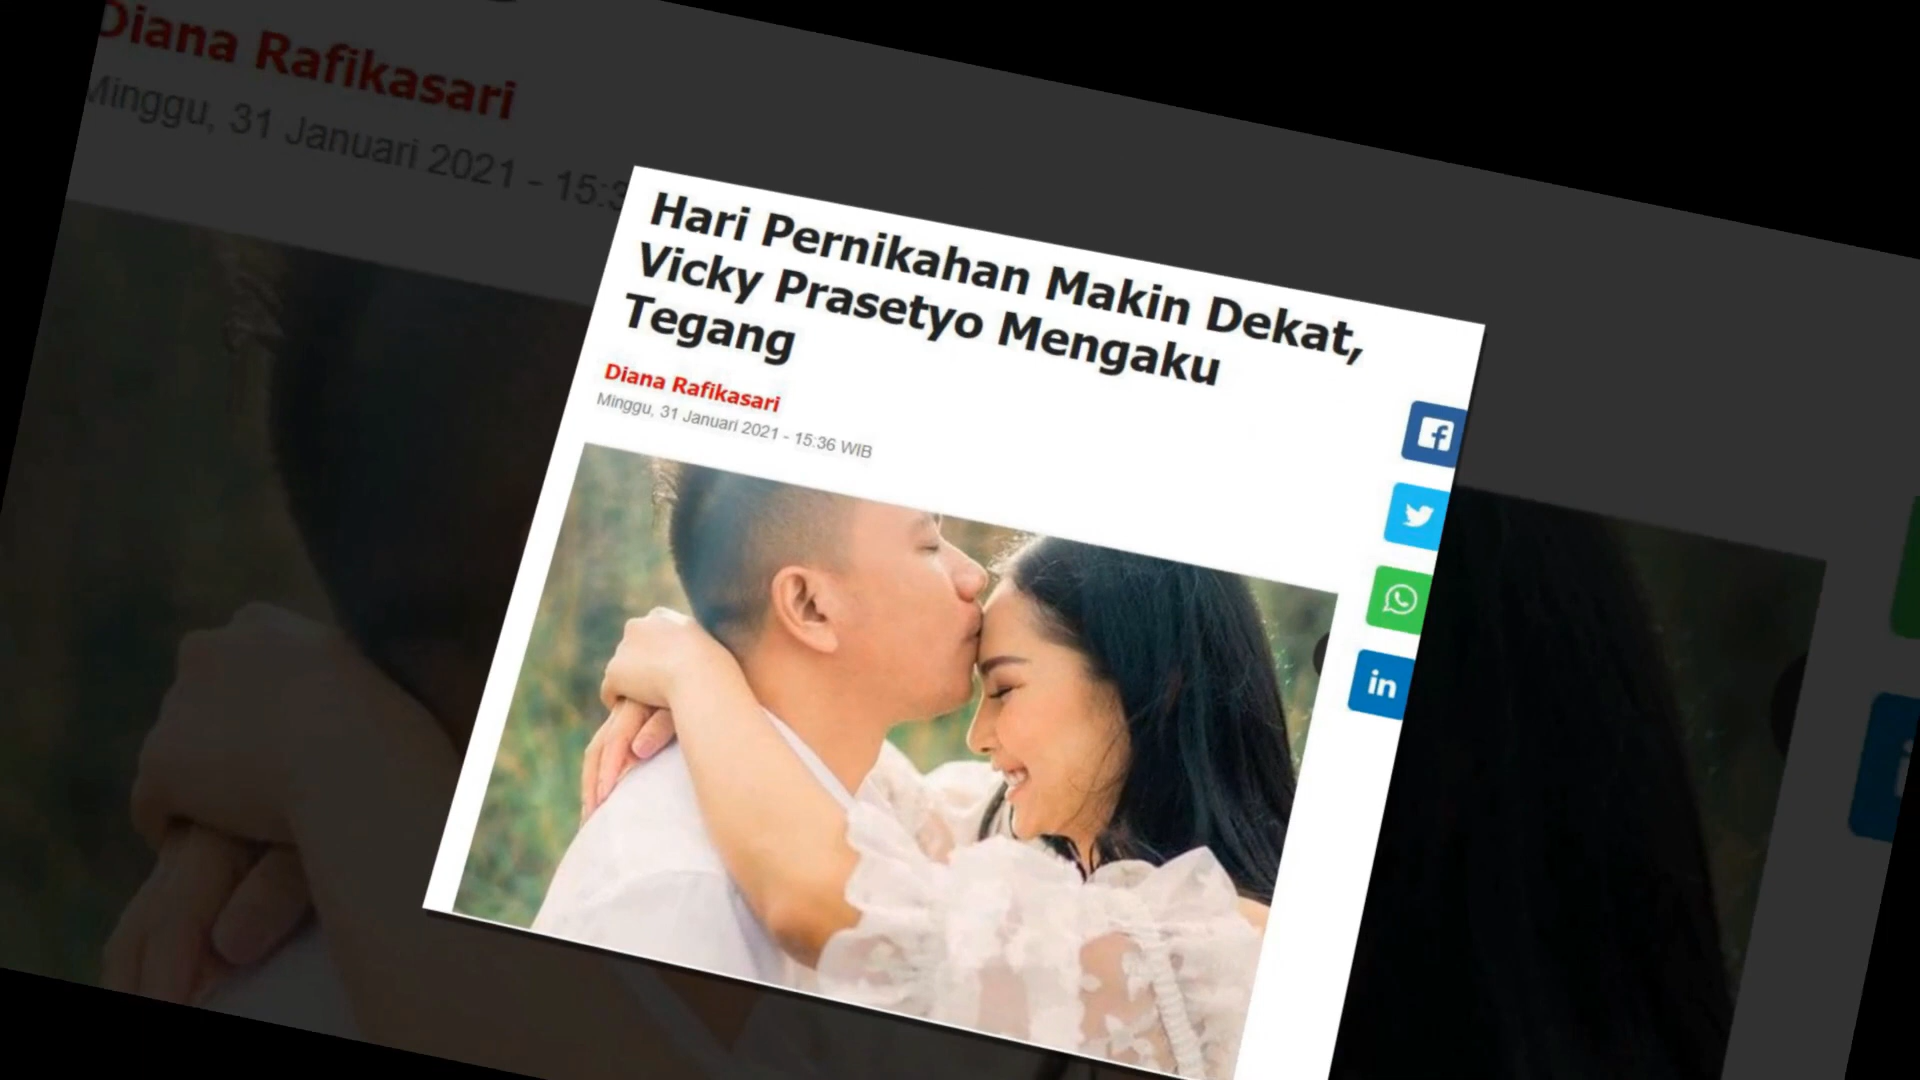 Diana Rafikasari
Minggu, 31 Januari 2021 - 15:3
Hari Pernikahan Makin Dekat,
Vicky Prasetyo Mengaku
Tegang
Diana Rafikasari
Minggu, 31 Januari 2021 - 15:36 WIB
in